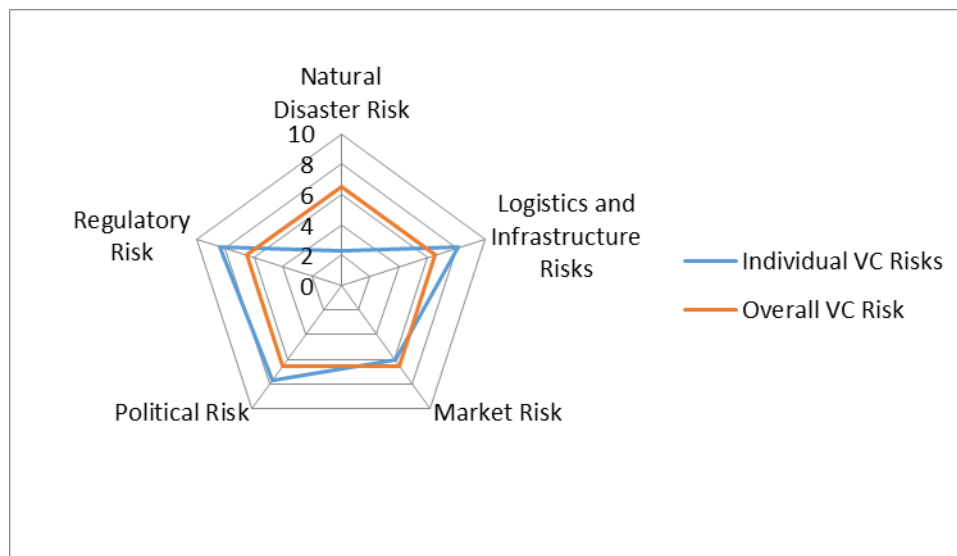 Natural
Disaster Risk
10
8
6
4
2
0
Logistics and
Infrastructure
Risks
Market Risk
Political Risk
Regulatory
Risk
Individual VC Risks
Overall VC Risk